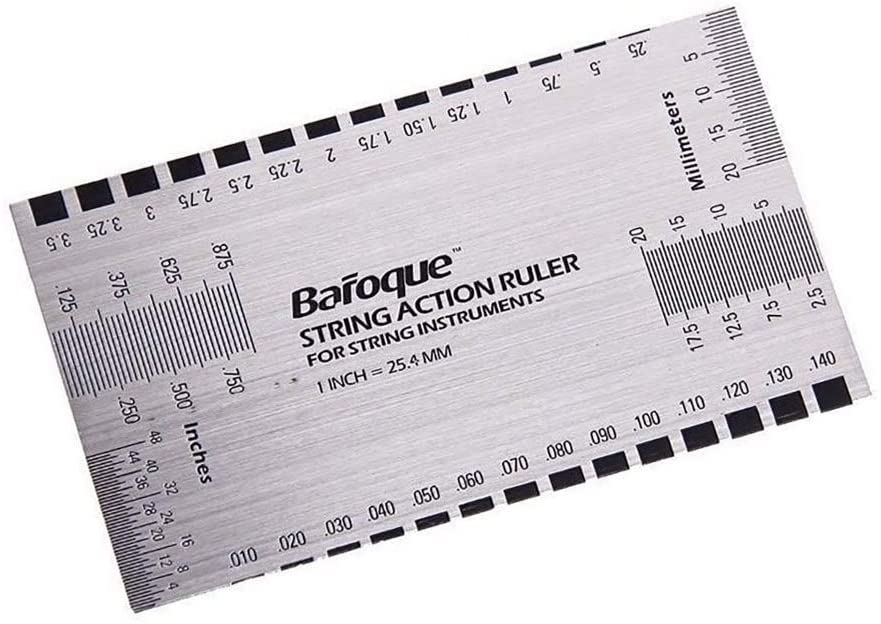 3.5 3.25 3 2.75 2.5 2.25 2 1.75 1.50 1.25 1 .75 .5 .25
5 10 15 20
Millimeters
20 15 10 5
17.5 12.5 7.5 2.5
.125 .375 .625 .875
.250 .500" .750
Inches
Baroque™
STRING ACTION RULER
FOR STRING INSTRUMENTS
1 INCH = 25.4 MM
48 44 40 36 32 28 24 20 16 12 8 4
.010 .020 .030 .040 .050 .060 .070 .080 .090 .100 .110 .120 .130 .140